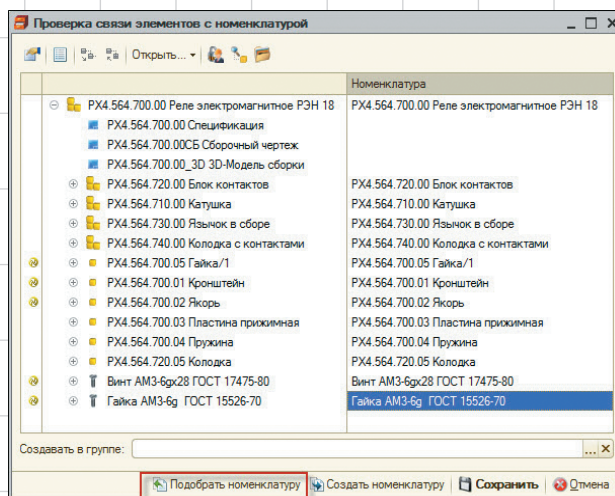 Проверка связи элементов с номенклатурой
Открыть...
Номенклатура
РХ4.564.700.00 Реле электромагнитное РЭН 18 РХ4.564.700.00 Реле электромагнитное РЭН 18
РХ4.564.700.00 Спецификация
РХ4.564.700.00СБ Сборочный чертеж
РХ4.564.700.00_3D 3D-Модель сборки
РХ4.564.720.00 Блок контактов РХ4.564.720.00 Блок контактов
РХ4.564.710.00 Катушка РХ4.564.710.00 Катушка
РХ4.564.730.00 Язычок в сборе РХ4.564.730.00 Язычок в сборе
РХ4.564.740.00 Колодка с контактами РХ4.564.740.00 Колодка с контактами
РХ4.564.700.05 Гайка/1 РХ4.564.700.05 Гайка/1
РХ4.564.700.01 Кронштейн РХ4.564.700.01 Кронштейн
РХ4.564.700.02 Якорь РХ4.564.700.02 Якорь
РХ4.564.700.03 Пластина прижимная РХ4.564.700.03 Пластина прижимная
РХ4.564.700.04 Пружина РХ4.564.700.04 Пружина
РХ4.564.720.05 Колодка РХ4.564.720.05 Колодка
Винт АМ3-6gх28 ГОСТ 17475-80 Винт АМ3-6gх28 ГОСТ 17475-80
Гайка АМ3-6g ГОСТ 15526-70 Гайка АМ3-6g ГОСТ 15526-70
Создавать в группе: ... X
Подобрать номенклатуру Создать номенклатуру Сохранить Отмена